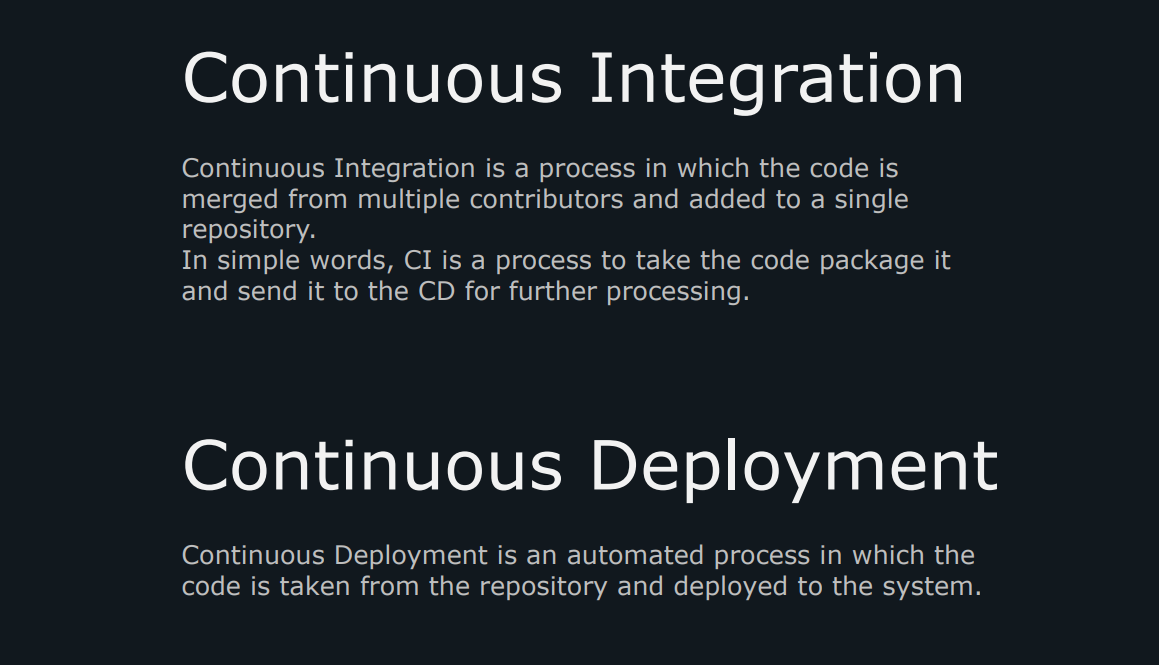 Continuous Integration
Continuous Integration is a process in which the code is
merged from multiple contributors and added to a single
repository.
In simple words, CI is a process to take the code package it
and send it to the CD for further processing.
Continuous Deployment
Continuous Deployment is an automated process in which the
code is taken from the repository and deployed to the system.